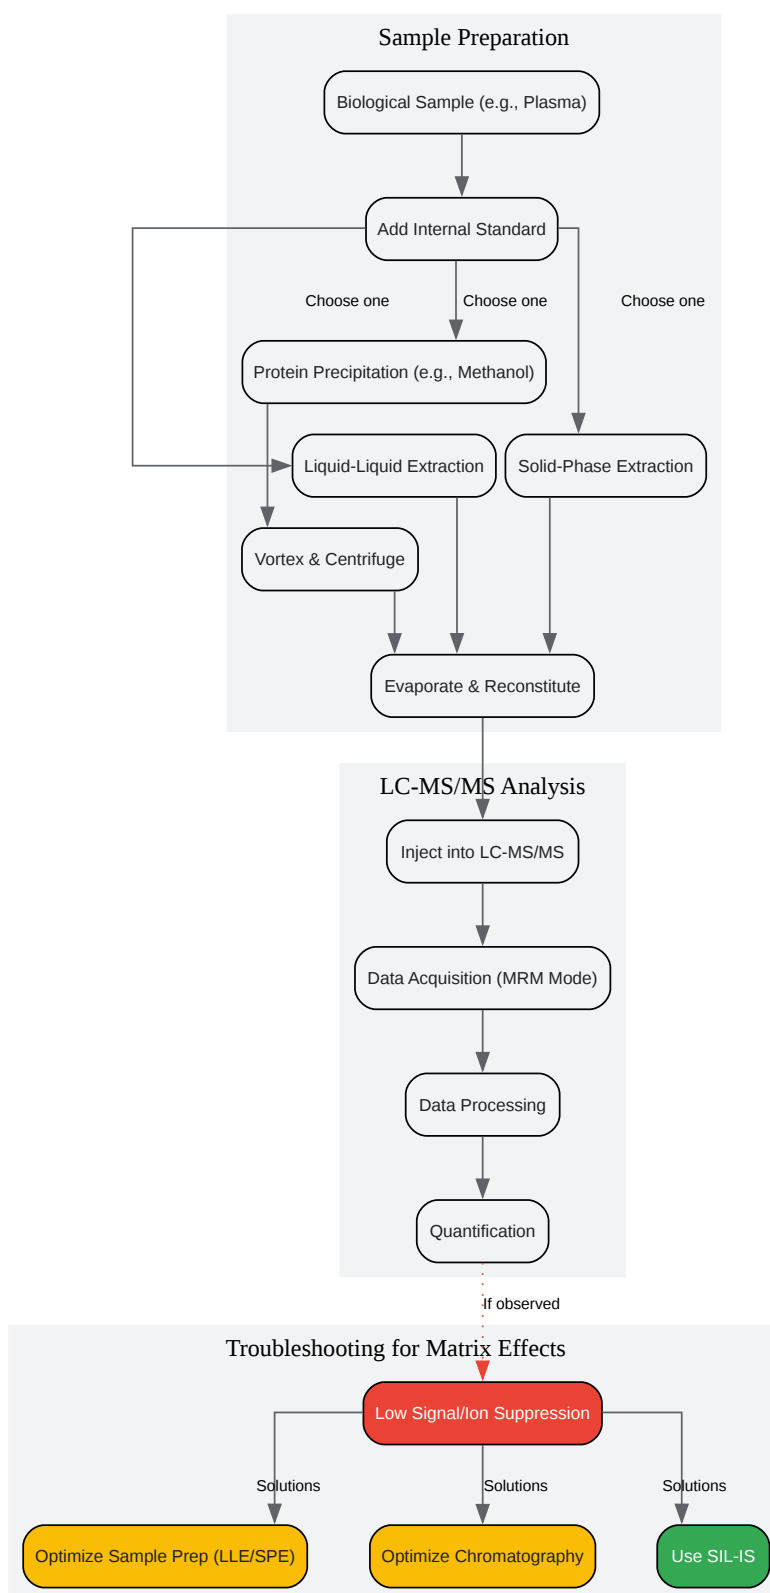 Sample Preparation
Biological Sample (e.g., Plasma)
Add Internal Standard
Choose one
Choose one
Choose one
Protein Precipitation (e.g., Methanol)
Liquid-Liquid Extraction
Solid-Phase Extraction
Vortex & Centrifuge
Evaporate & Reconstitute
LC-MS/MS Analysis
Inject into LC-MS/MS
Data Acquisition (MRM Mode)
Data Processing
Quantification
If observed
Troubleshooting for Matrix Effects
Low Signal/Ion Suppression
Solutions
Solutions
Solutions
Optimize Sample Prep (LLE/SPE)
Optimize Chromatography
Use SIL-IS